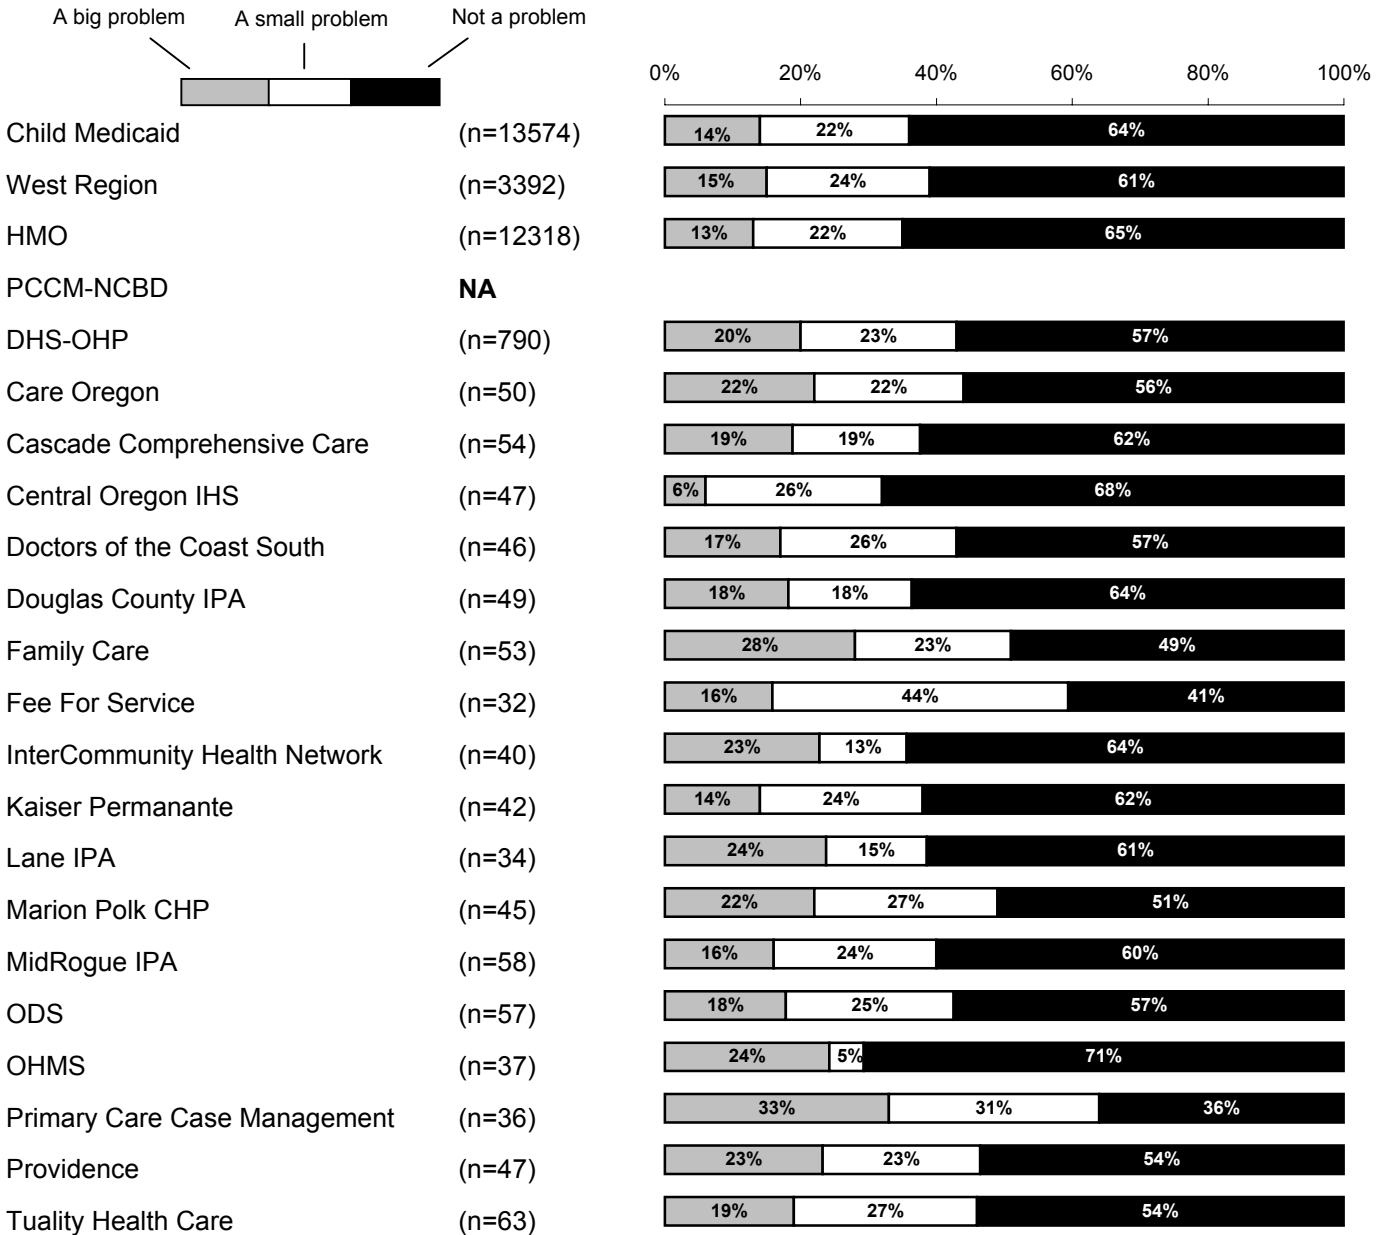 A big problem A small problem Not a problem
0% 20% 40% 60% 80% 100%
Child Medicaid (n=13574) 14% 22% 64%
West Region (n=3392) 15% 24% 61%
HMO (n=12318) 13% 22% 65%
PCCM-NCBD NA
DHS-OHP (n=790) 20% 23% 57%
Care Oregon (n=50) 22% 22% 56%
Cascade Comprehensive Care (n=54) 19% 19% 62%
Central Oregon IHS (n=47) 6% 26% 68%
Doctors of the Coast South (n=46) 17% 26% 57%
Douglas County IPA (n=49) 18% 18% 64%
Family Care (n=53) 28% 23% 49%
Fee For Service (n=32) 16% 44% 41%
InterCommunity Health Network (n=40) 23% 13% 64%
Kaiser Permanante (n=42) 14% 24% 62%
Lane IPA (n=34) 24% 15% 61%
Marion Polk CHP (n=45) 22% 27% 51%
MidRogue IPA (n=58) 16% 24% 60%
ODS (n=57) 18% 25% 57%
OHMS (n=37) 24% 5% 71%
Primary Care Case Management (n=36) 33% 31% 36%
Providence (n=47) 23% 23% 54%
Tuality Health Care (n=63) 19% 27% 54%